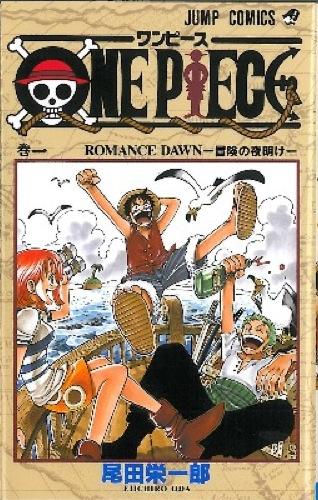 JUMP COMICS
ワンピース
ONE PIECE
巻一 ROMANCE DAWN—冒険の夜明け—
尾田栄一郎
EIICHIRO ODA